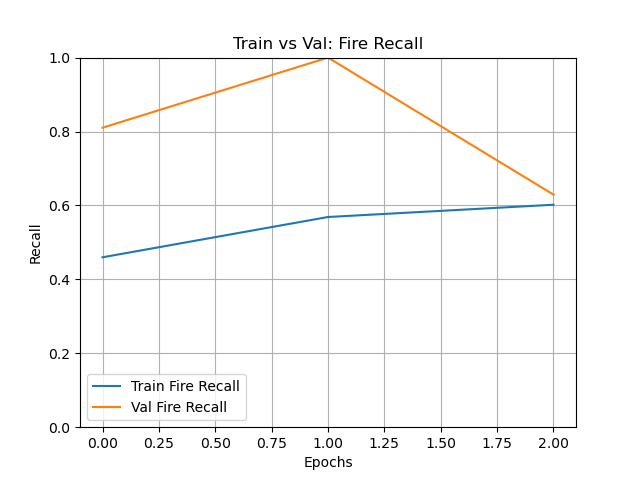 Train vs Val: Fire Recall
1.0
0.8
0.6
0.4
0.2
0.0
Recall
Train Fire Recall
Val Fire Recall
0.00 0.25 0.50 0.75 1.00 1.25 1.50 1.75 2.00
Epochs